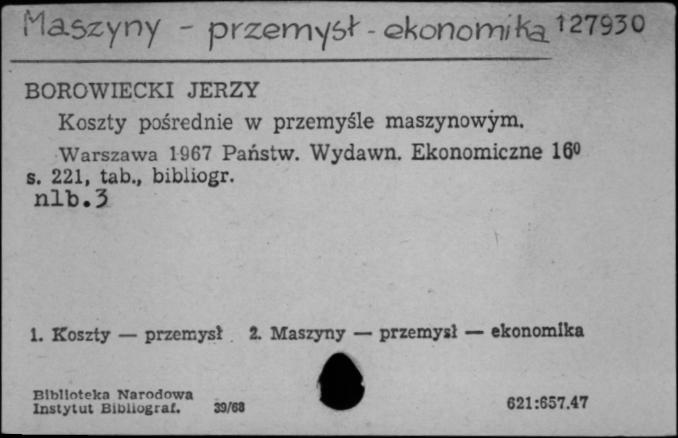 Maszyny - przemysł - ekonomika 127930
BOROWIECKI JERZY
Koszty pośrednie w przemyśle maszynowym.
Warszawa 1967 Państw. Wydawn. Ekonomiczne 16⁰
s. 221, tab., bibliogr.
nlb.3
1. Koszty — przemysł 2. Maszyny — przemysł — ekonomika
Biblioteka Narodowa
Instytut Bibliograf. 39/68
621:657.47